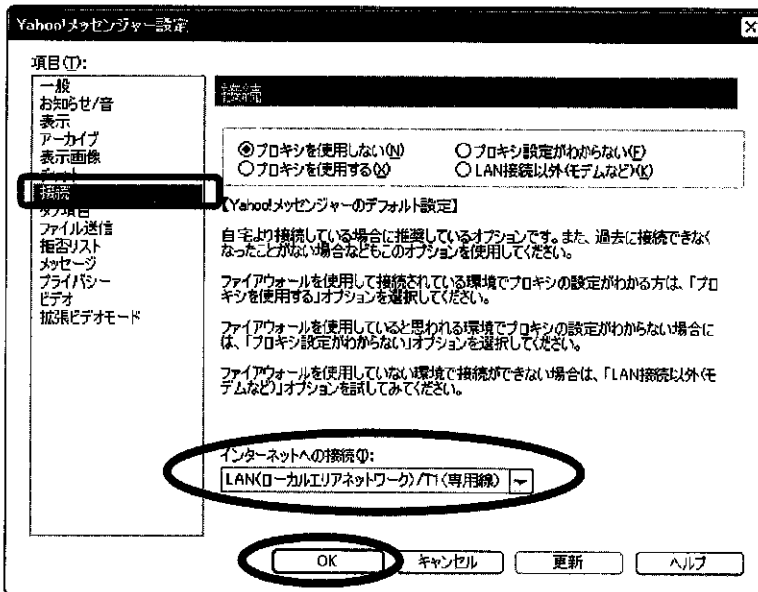 Yahoo!メッセンジャー設定
項目(T):
一般
お知らせ/音
表示
アーカイブ
表示画像
チャット
接続
タブ項目
ファイル送信
拒否リスト
メッセージ
プライバシー
ビデオ
拡張ビデオモード
接続
プロキシを使用しない(N)
プロキシ設定がわからない(F)
プロキシを使用する(X)
LAN接続以外(モデムなど)(K)
【Yahoo!メッセンジャーのデフォルト設定】
自宅より接続している場合に推奨しているオプションです。また、過去に接続できなく
なったことがない場合などもこのオプションを使用してください。
ファイアウォールを使用して接続されている環境でプロキシの設定がわかる方は、「プロ
キシを使用する」オプションを選択してください。
ファイアウォールを使用していると思われる環境でプロキシの設定がわからない場合に
は、「プロキシ設定がわからない」オプションを選択してください。
ファイアウォールを使用していない環境で接続ができない場合は、「LAN接続以外(モ
デムなど)」オプションを試してみてください。
インターネットへの接続(I):
LAN(ローカルエリアネットワーク)/T1(専用線)
OK
キャンセル
更新
ヘルプ